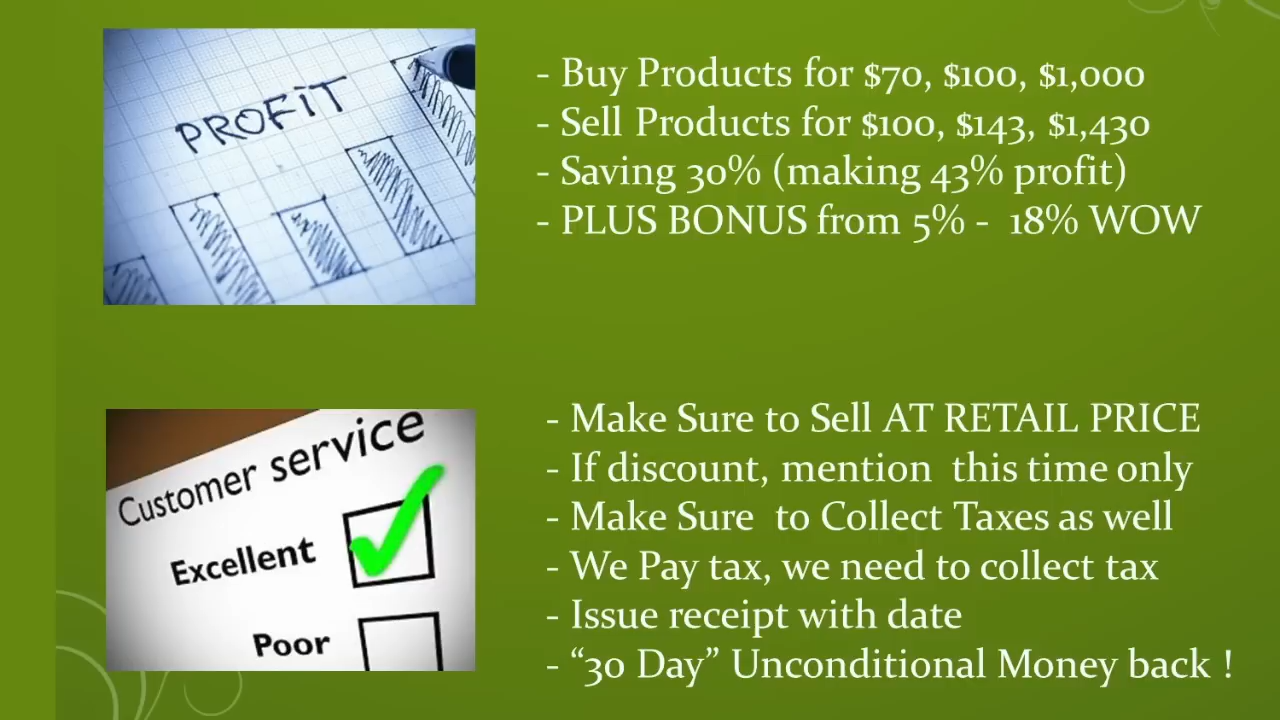 PROFIT
- Buy Products for $70, $100, $1,000
- Sell Products for $100, $143, $1,430
- Saving 30% (making 43% profit)
- PLUS BONUS from 5% - 18% WOW
Customer service
Excellent
Poor
- Make Sure to Sell AT RETAIL PRICE
- If discount, mention this time only
- Make Sure to Collect Taxes as well
- We Pay tax, we need to collect tax
- Issue receipt with date
- “30 Day” Unconditional Money back !